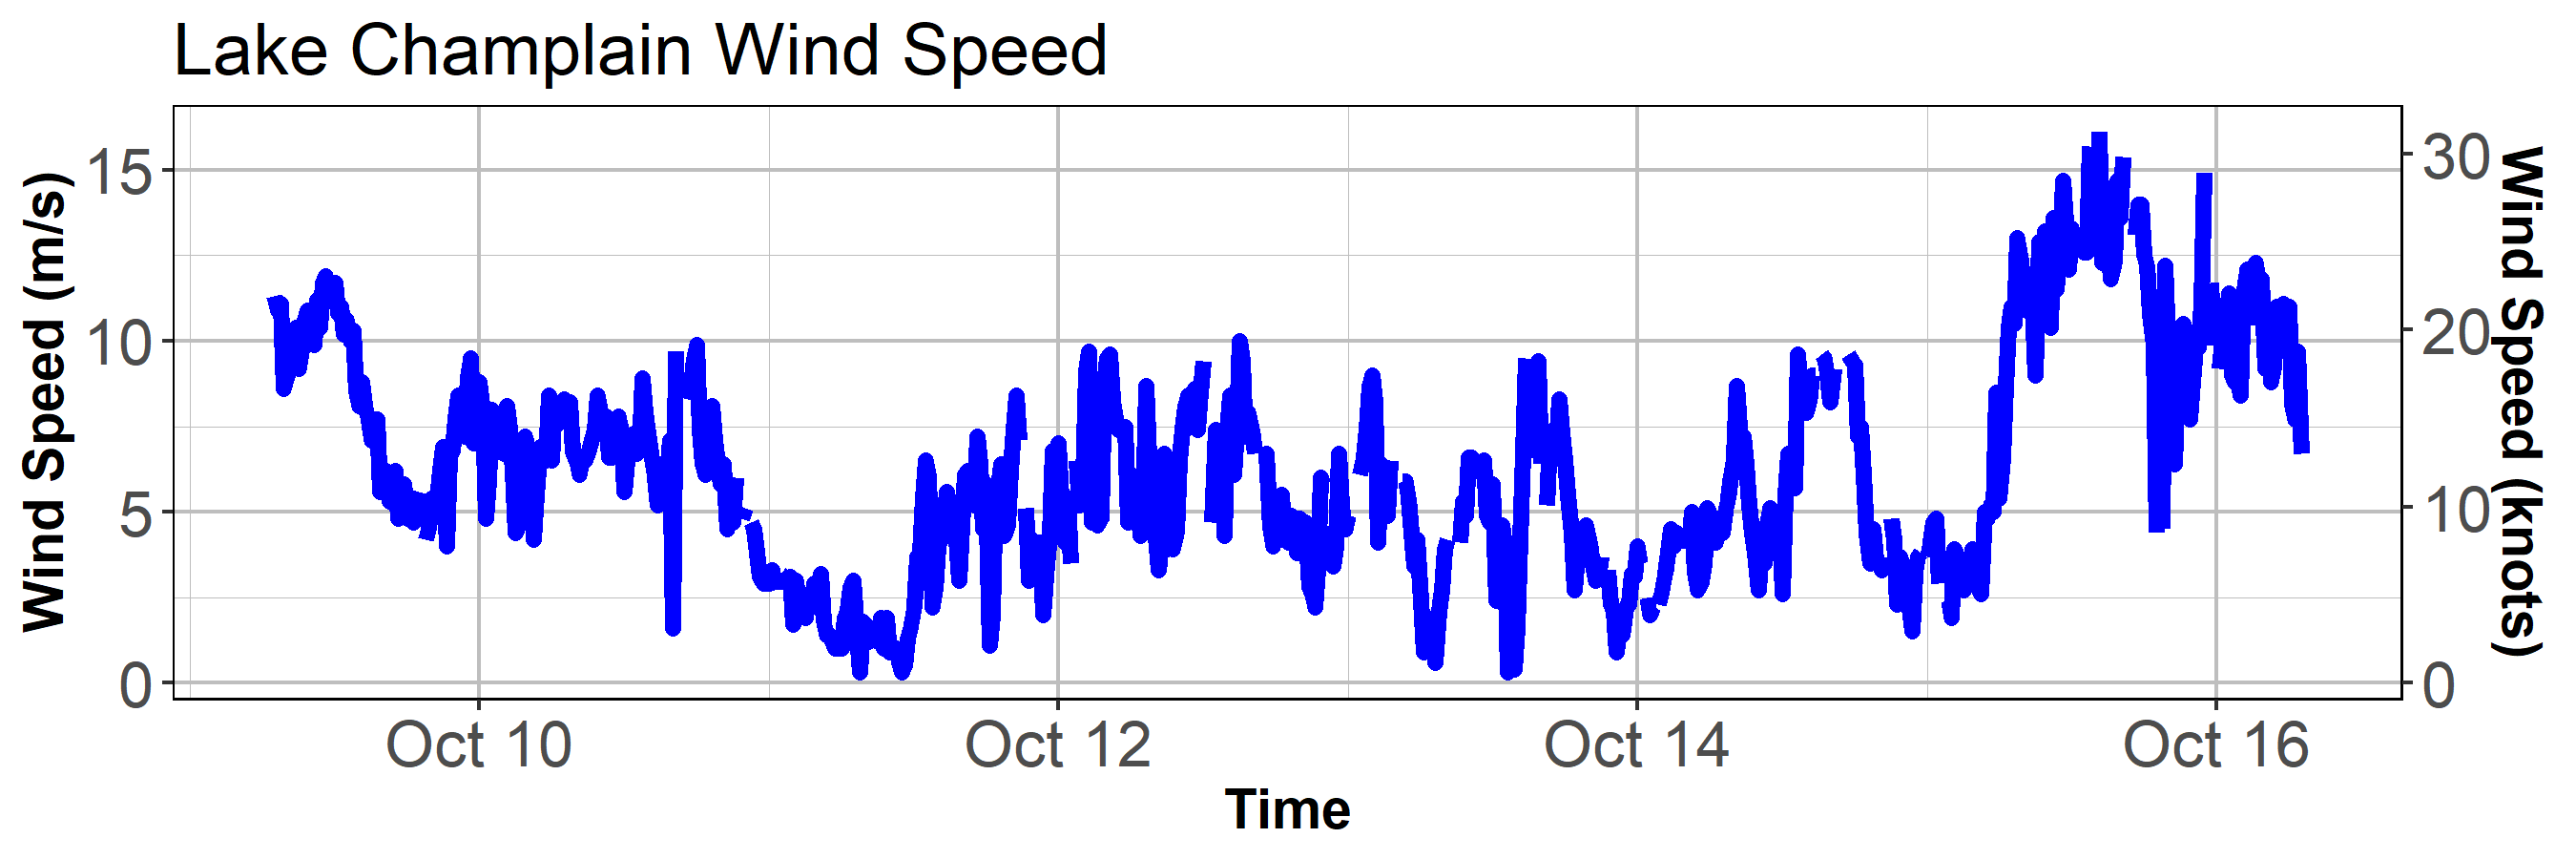 Lake Champlain Wind Speed
Wind Speed (m/s)
15
10
5
0
30
20
10
0
Wind Speed (knots)
Oct 10
Oct 12
Oct 14
Oct 16
Time